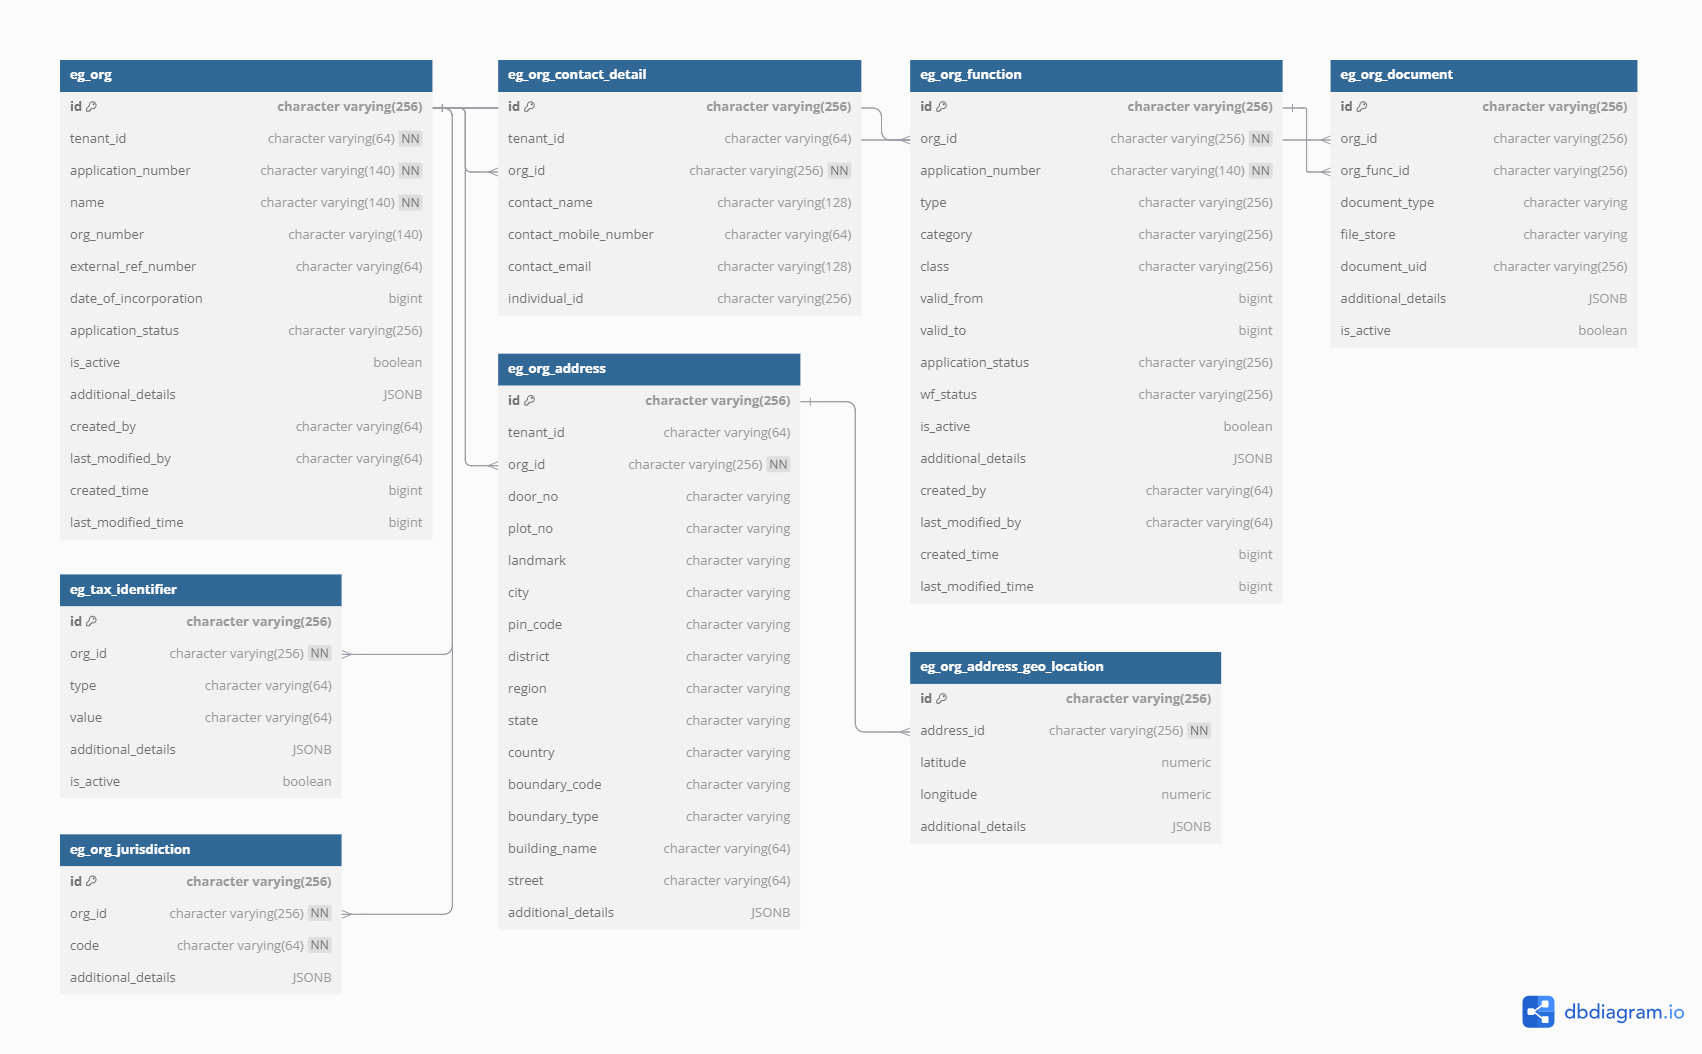 eg_org
id character varying(256)
tenant_id character varying(64) NN
application_number character varying(140) NN
name character varying(140) NN
org_number character varying(140)
external_ref_number character varying(64)
date_of_incorporation bigint
application_status character varying(256)
is_active boolean
additional_details JSONB
created_by character varying(64)
last_modified_by character varying(64)
created_time bigint
last_modified_time bigint
eg_tax_identifier
id character varying(256)
org_id character varying(256) NN
type character varying(64)
value character varying(64)
additional_details JSONB
is_active boolean
eg_org_jurisdiction
id character varying(256)
org_id character varying(256) NN
code character varying(64) NN
additional_details JSONB
eg_org_contact_detail
id character varying(256)
tenant_id character varying(64)
org_id character varying(256) NN
contact_name character varying(128)
contact_mobile_number character varying(64)
contact_email character varying(128)
individual_id character varying(256)
eg_org_address
id character varying(256)
tenant_id character varying(64)
org_id character varying(256) NN
door_no character varying
plot_no character varying
landmark character varying
city character varying
pin_code character varying
district character varying
region character varying
state character varying
country character varying
boundary_code character varying
boundary_type character varying
building_name character varying(64)
street character varying(64)
additional_details JSONB
eg_org_function
id character varying(256)
org_id character varying(256) NN
application_number character varying(140) NN
type character varying(256)
category character varying(256)
class character varying(256)
valid_from bigint
valid_to bigint
application_status character varying(256)
wf_status character varying(256)
is_active boolean
additional_details JSONB
created_by character varying(64)
last_modified_by character varying(64)
created_time bigint
last_modified_time bigint
eg_org_address_geo_location
id character varying(256)
address_id character varying(256) NN
latitude numeric
longitude numeric
additional_details JSONB
eg_org_document
id character varying(256)
org_id character varying(256)
org_func_id character varying(256)
document_type character varying
file_store character varying
document_uid character varying(256)
additional_details JSONB
is_active boolean
dbdiagram.io